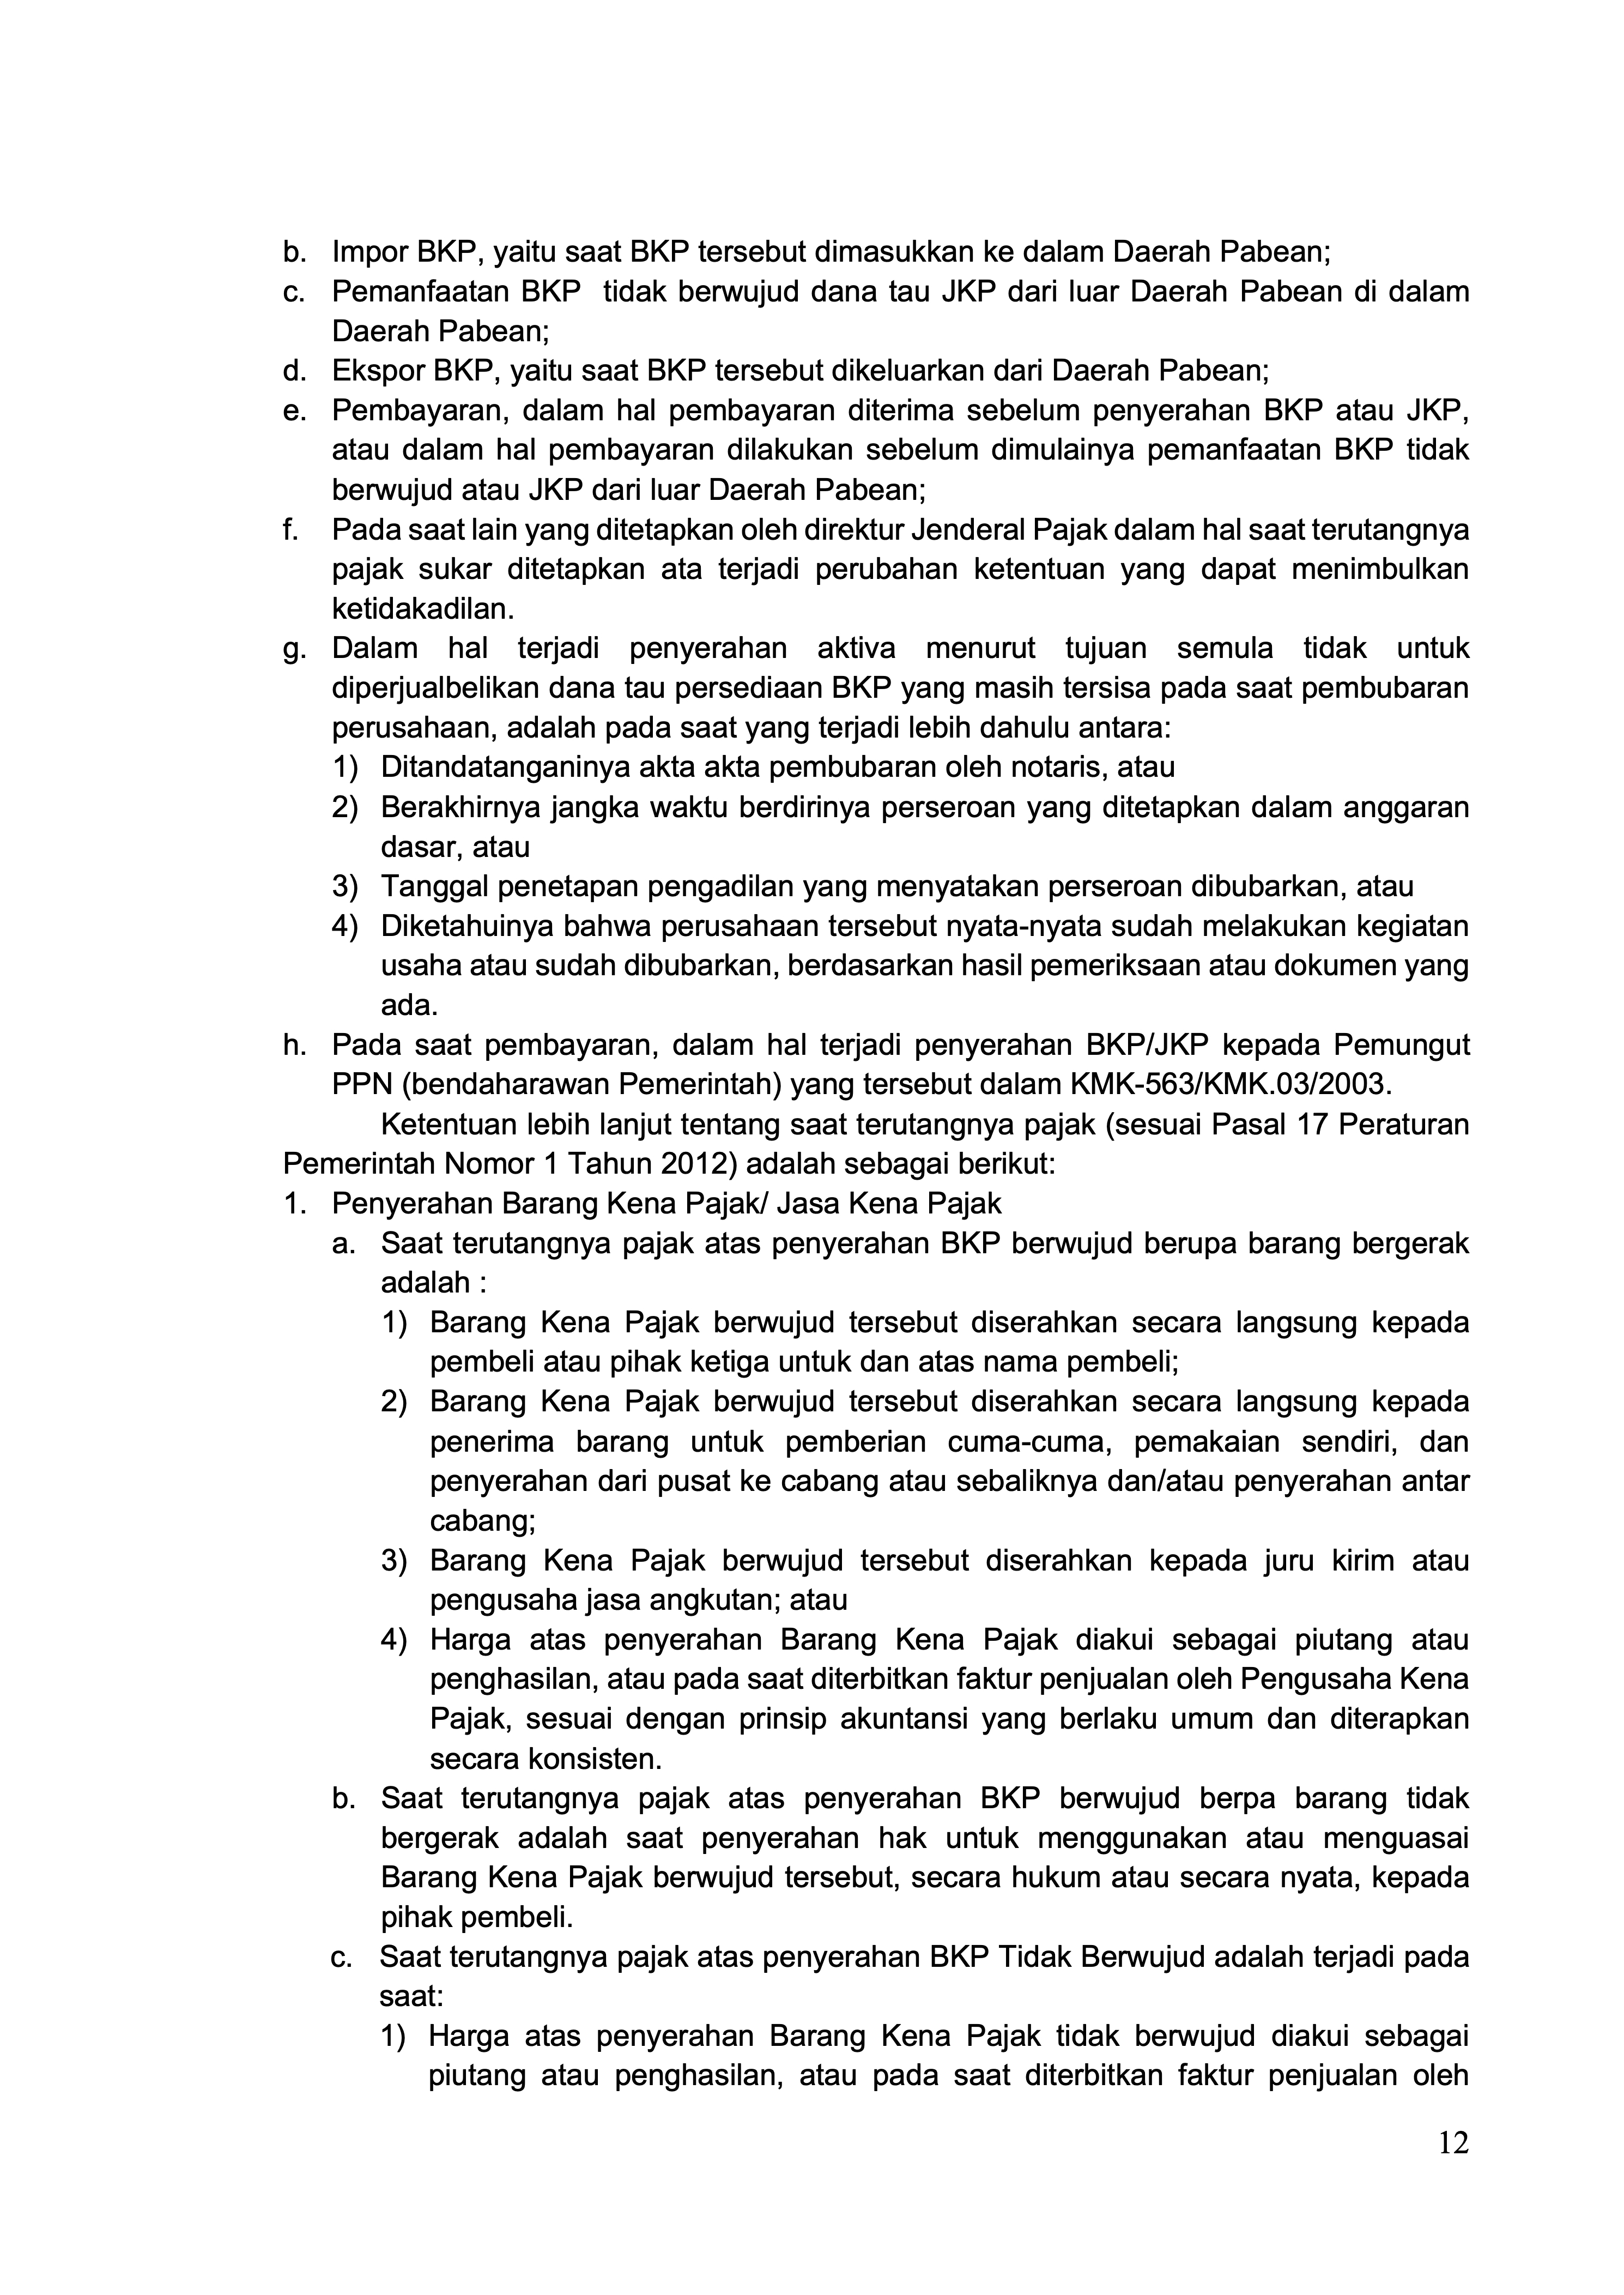 b. Impor BKP, yaitu saat BKP tersebut dimasukkan ke dalam Daerah Pabean;
c. Pemanfaatan BKP  tidak berwujud dana tau JKP dari luar Daerah Pabean di dalam
Daerah Pabean;
d. Ekspor BKP, yaitu saat BKP tersebut dikeluarkan dari Daerah Pabean;
e. Pembayaran, dalam hal pembayaran diterima sebelum penyerahan BKP atau JKP,
atau dalam hal pembayaran dilakukan sebelum dimulainya pemanfaatan BKP tidak
berwujud atau JKP dari luar Daerah Pabean;
f. Pada saat lain yang ditetapkan oleh direktur Jenderal Pajak dalam hal saat terutangnya
pajak sukar ditetapkan ata terjadi perubahan ketentuan yang dapat menimbulkan
ketidakadilan.
g. Dalam hal terjadi penyerahan aktiva menurut tujuan semula tidak untuk
diperjualbelikan dana tau persediaan BKP yang masih tersisa pada saat pembubaran
perusahaan, adalah pada saat yang terjadi lebih dahulu antara:
1) Ditandatanganinya akta akta pembubaran oleh notaris, atau
2) Berakhirnya jangka waktu berdirinya perseroan yang ditetapkan dalam anggaran
dasar, atau
3) Tanggal penetapan pengadilan yang menyatakan perseroan dibubarkan, atau
4) Diketahuinya bahwa perusahaan tersebut nyata-nyata sudah melakukan kegiatan
usaha atau sudah dibubarkan, berdasarkan hasil pemeriksaan atau dokumen yang
ada.
h. Pada saat pembayaran, dalam hal terjadi penyerahan BKP/JKP kepada Pemungut
PPN (bendaharawan Pemerintah) yang tersebut dalam KMK-563/KMK.03/2003.
Ketentuan lebih lanjut tentang saat terutangnya pajak (sesuai Pasal 17 Peraturan
Pemerintah Nomor 1 Tahun 2012) adalah sebagai berikut:
1. Penyerahan Barang Kena Pajak/ Jasa Kena Pajak
a. Saat terutangnya pajak atas penyerahan BKP berwujud berupa barang bergerak
adalah :
1) Barang Kena Pajak berwujud tersebut diserahkan secara langsung kepada
pembeli atau pihak ketiga untuk dan atas nama pembeli;
2) Barang Kena Pajak berwujud tersebut diserahkan secara langsung kepada
penerima barang untuk pemberian cuma-cuma, pemakaian sendiri, dan
penyerahan dari pusat ke cabang atau sebaliknya dan/atau penyerahan antar
cabang;
3) Barang Kena Pajak berwujud tersebut diserahkan kepada juru kirim atau
pengusaha jasa angkutan; atau
4) Harga atas penyerahan Barang Kena Pajak diakui sebagai piutang atau
penghasilan, atau pada saat diterbitkan faktur penjualan oleh Pengusaha Kena
Pajak, sesuai dengan prinsip akuntansi yang berlaku umum dan diterapkan
secara konsisten.
b. Saat terutangnya pajak atas penyerahan BKP berwujud berpa barang tidak
bergerak adalah saat penyerahan hak untuk menggunakan atau menguasai
Barang Kena Pajak berwujud tersebut, secara hukum atau secara nyata, kepada
pihak pembeli.
c. Saat terutangnya pajak atas penyerahan BKP Tidak Berwujud adalah terjadi pada
saat:
1) Harga atas penyerahan Barang Kena Pajak tidak berwujud diakui sebagai
piutang atau penghasilan, atau pada saat diterbitkan faktur penjualan oleh
12